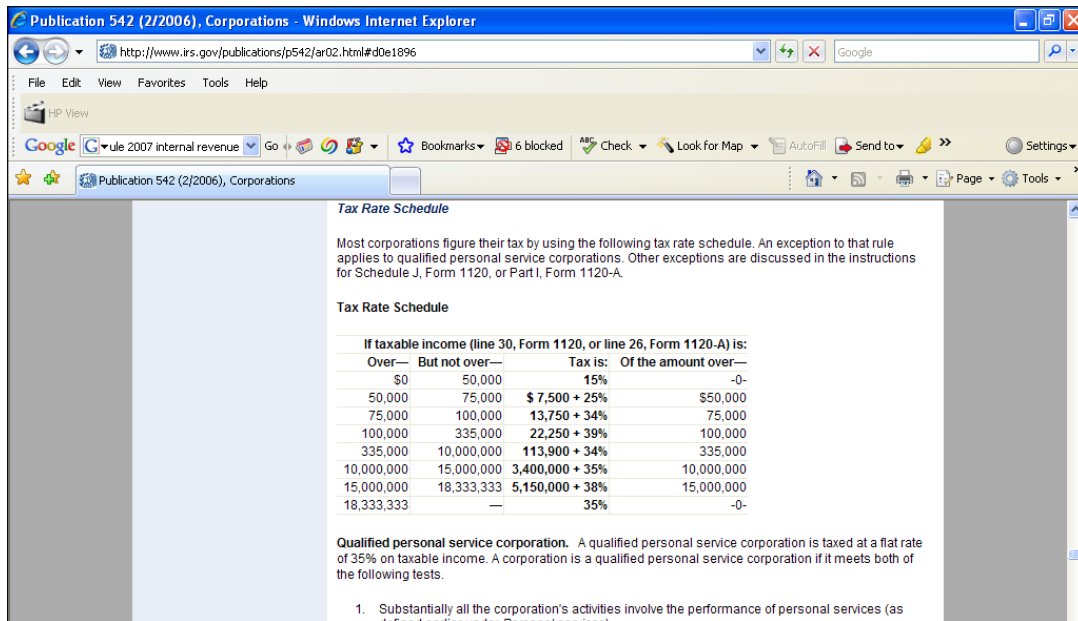 Publication 542 (2/2006), Corporations - Windows Internet Explorer
http://www.irs.gov/publications/p542/ar02.html#d0e1896
Google
File Edit View Favorites Tools Help
HP View
Google G ule 2007 internal revenue Go Bookmarks 6 blocked ABC Check Look for Map AutoFill Send to » Settings
Publication 542 (2/2006), Corporations
Page Tools »
Tax Rate Schedule
Most corporations figure their tax by using the following tax rate schedule. An exception to that rule
applies to qualified personal service corporations. Other exceptions are discussed in the instructions
for Schedule J, Form 1120, or Part I, Form 1120-A.
Tax Rate Schedule
If taxable income (line 30, Form 1120, or line 26, Form 1120-A) is:
Over— But not over— Tax is: Of the amount over—
$0 50,000 15% -0-
50,000 75,000 $ 7,500 + 25% $50,000
75,000 100,000 13,750 + 34% 75,000
100,000 335,000 22,250 + 39% 100,000
335,000 10,000,000 113,900 + 34% 335,000
10,000,000 15,000,000 3,400,000 + 35% 10,000,000
15,000,000 18,333,333 5,150,000 + 38% 15,000,000
18,333,333 — 35% -0-
Qualified personal service corporation. A qualified personal service corporation is taxed at a flat rate
of 35% on taxable income. A corporation is a qualified personal service corporation if it meets both of
the following tests.
1. Substantially all the corporation's activities involve the performance of personal services (as